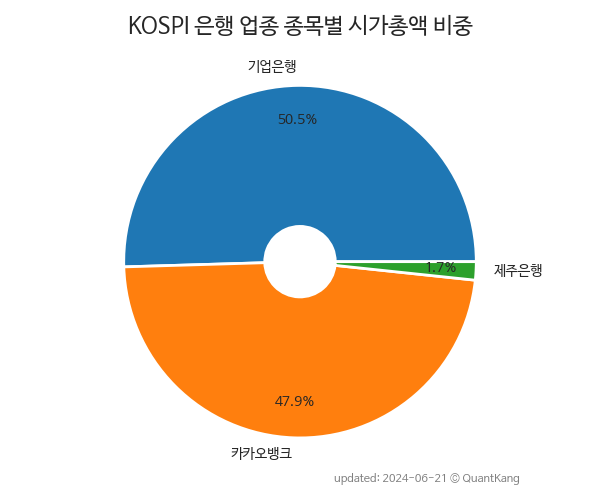 KOSPI 은행 업종 종목별 시가총액 비중
기업은행
50.5%
1.7%
제주은행
47.9%
카카오뱅크
updated: 2024-06-21 © QuantKang